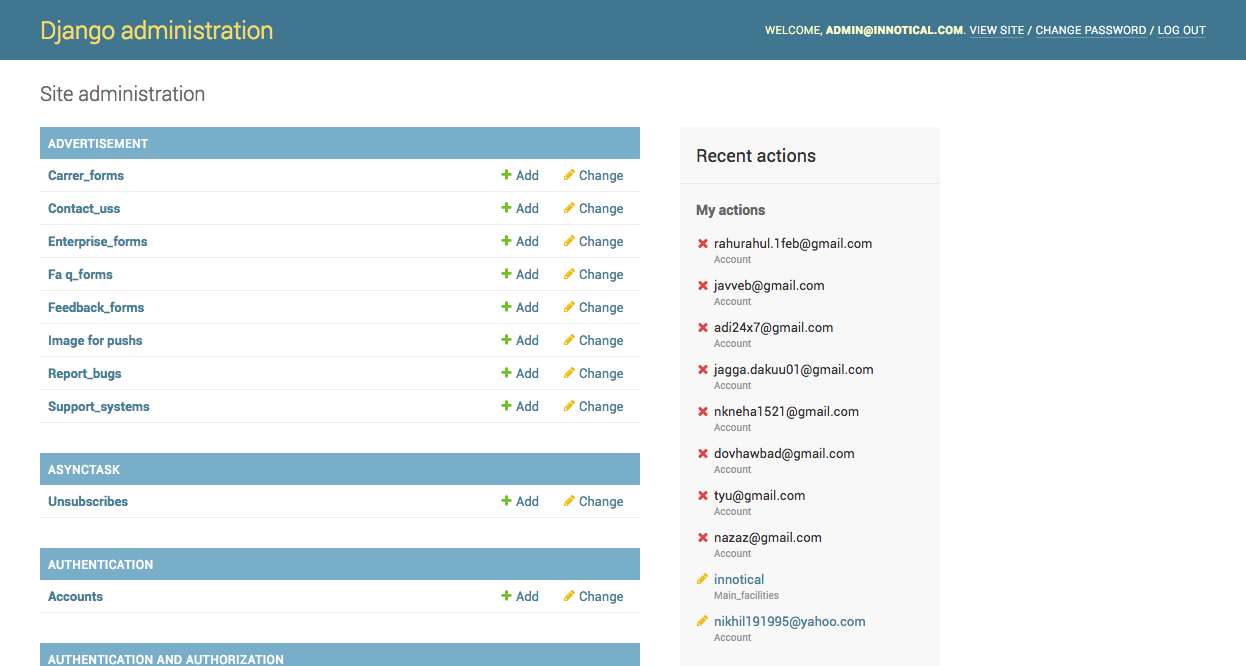 Django administration
WELCOME, ADMIN@INNOTICAL.COM. VIEW SITE / CHANGE PASSWORD / LOG OUT
Site administration
ADVERTISEMENT
Carrer_forms Add Change
Contact_uss Add Change
Enterprise_forms Add Change
Fa q_forms Add Change
Feedback_forms Add Change
Image for pushs Add Change
Report_bugs Add Change
Support_systems Add Change
ASYNCTASK
Unsubscribes Add Change
AUTHENTICATION
Accounts Add Change
AUTHENTICATION AND AUTHORIZATION
Recent actions
My actions
rahurahul.1feb@gmail.com
Account
javveb@gmail.com
Account
adi24x7@gmail.com
Account
jagga.dakuu01@gmail.com
Account
nkneha1521@gmail.com
Account
dovhawbad@gmail.com
Account
tyu@gmail.com
Account
nazaz@gmail.com
Account
innotical
Main_facilities
nikhil191995@yahoo.com
Account